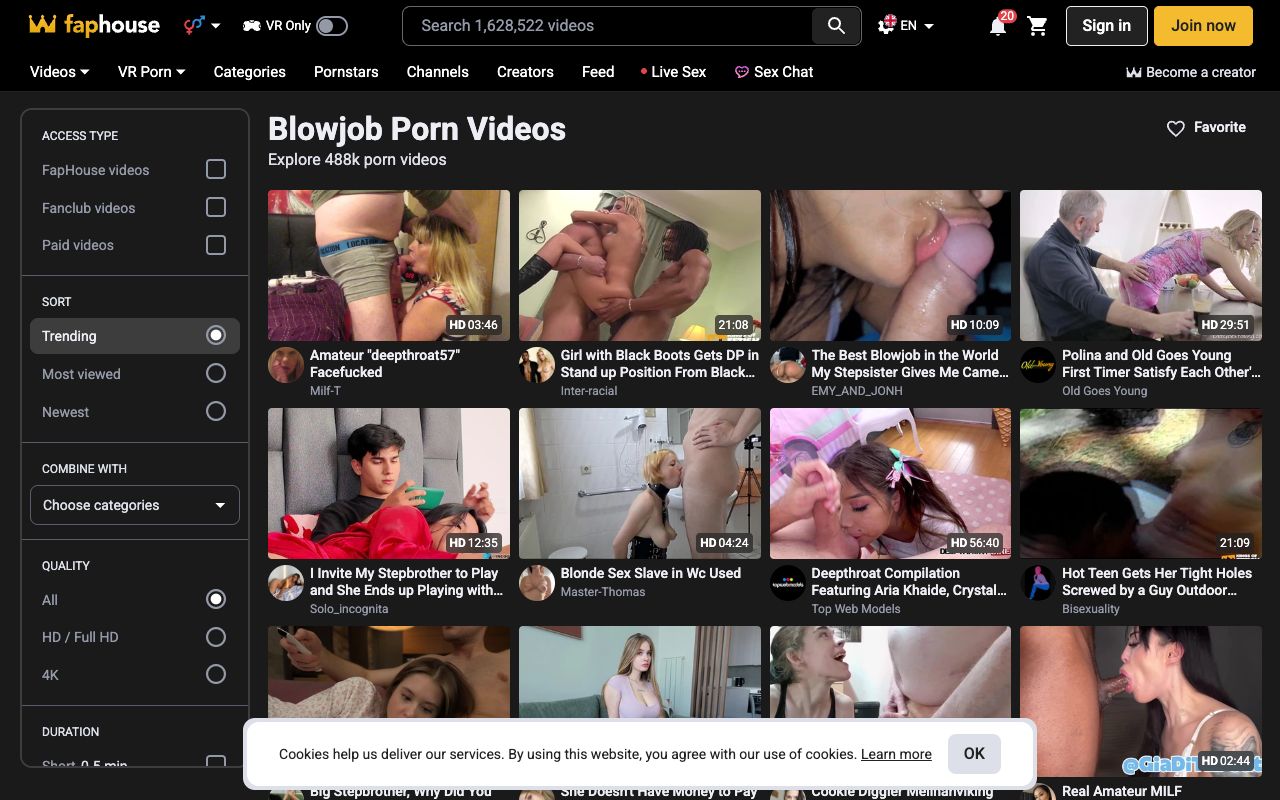 faphouse
VR Only
Search 1,628,522 videos
EN
20
Sign in
Join now
Videos
VR Porn
Categories
Pornstars
Channels
Creators
Feed
Live Sex
Sex Chat
Become a creator
ACCESS TYPE
FapHouse videos
Fanclub videos
Paid videos
SORT
Trending
Most viewed
Newest
COMBINE WITH
Choose categories
QUALITY
All
HD / Full HD
4K
DURATION
Short 0-5 min
Blowjob Porn Videos
Explore 488k porn videos
Favorite
HD 03:46
Amateur "deepthroat57"
Facefucked
Milf-T
21:08
Girl with Black Boots Gets DP in
Stand up Position From Black...
Inter-racial
HD 10:09
The Best Blowjob in the World
My Stepsister Gives Me Came...
EMY_AND_JONH
HD 29:51
Polina and Old Goes Young
First Timer Satisfy Each Other'...
Old Goes Young
HD 12:35
I Invite My Stepbrother to Play
and She Ends up Playing with...
Solo_incognita
HD 04:24
Blonde Sex Slave in Wc Used
Master-Thomas
HD 56:40
Deepthroat Compilation
Featuring Aria Khaide, Crystal...
Top Web Models
21:09
Hot Teen Gets Her Tight Holes
Screwed by a Guy Outdoor...
Bisexuality
HD 02:44
Big Stepbrother, Why Did You
She Doesn't Have Money to Pay
Cookie Diggler Melinanviking
Real Amateur MILF
Cookies help us deliver our services. By using this website, you agree with our use of cookies. Learn more
OK